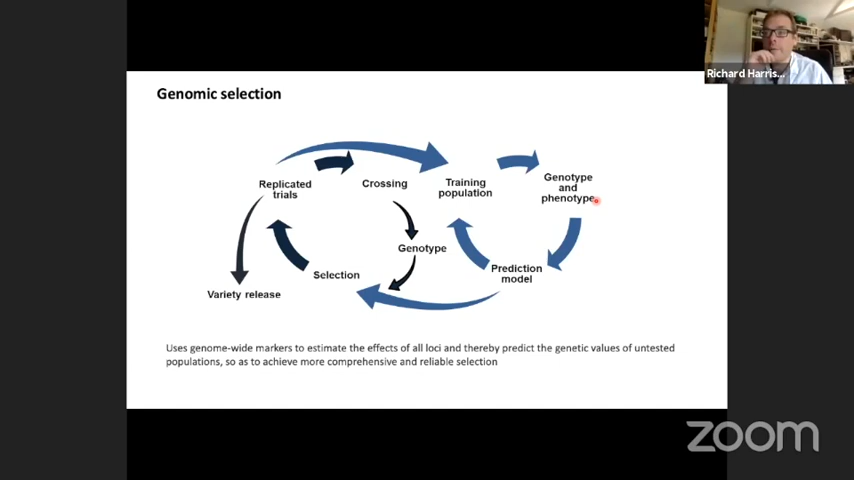 Richard Harris...
Genomic selection
Replicated
trials
Crossing
Training
population
Genotype
and
phenotype
Genotype
Selection
Prediction
model
Variety release
Uses genome-wide markers to estimate the effects of all loci and thereby predict the genetic values of untested
populations, so as to achieve more comprehensive and reliable selection
zoom